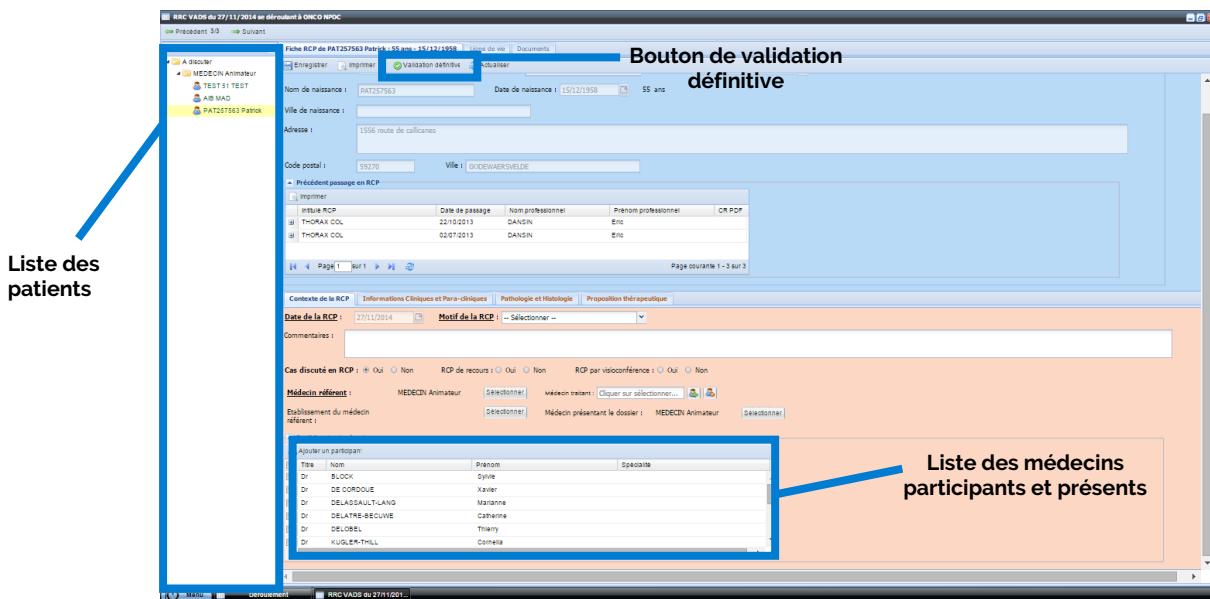 RRC VADS du 27/11/2014 se déroulant à ONCO NPDC
Précédent 3/3 Suivant
A discuter
MEDECIN Animateur
TEST 51 TEST
AIB MAD
PAT257563 Patrick
Liste des
patients
Fiche RCP de PAT257563 Patrick : 55 ans - 15/12/1958 Ligne de vie Documents
Enregistrer Imprimer Validation définitive Actualiser
Bouton de validation
définitive
Nom de naissance : PAT257563 Date de naissance : 15/12/1958 55 ans
Ville de naissance :
Adresse : 1556 route de callicanes
Code postal : 59270 Ville : GODEWAERSVELDE
Précédent passage en RCP
Imprimer
Intitulé RCP Date de passage Nom professionnel Prénom professionnel CR PDF
THORAX COL 22/10/2013 DANSIN Eric
THORAX COL 02/07/2013 DANSIN Eric
Page 1 sur 1 Page courante 1 - 3 sur 3
Contexte de la RCP Informations Cliniques et Para-cliniques Pathologie et Histologie Proposition thérapeutique
Date de la RCP : 27/11/2014 Motif de la RCP : -- Sélectionner --
Commentaires :
Cas discuté en RCP : Oui Non RCP de recours : Oui Non RCP par visioconférence : Oui Non
Médecin référent : MEDECIN Animateur Sélectionner Médecin traitant : Cliquer sur sélectionner...
Etablissement du médecin
référent : Sélectionner Médecin présentant le dossier : MEDECIN Animateur Sélectionner
Ajouter un participant
Titre Nom Prénom Spécialité
Dr BLOCK Sylvie
Dr DE CORDOUE Xavier
Dr DELASSAULT-LANG Marianne
Dr DELATRE-BECUWE Catherine
Dr DELOBEL Thierry
Dr KUGLER-THILL Cornelia
Liste des médecins
participants et présents
Menu Déroulement RRC VADS du 27/11/201...